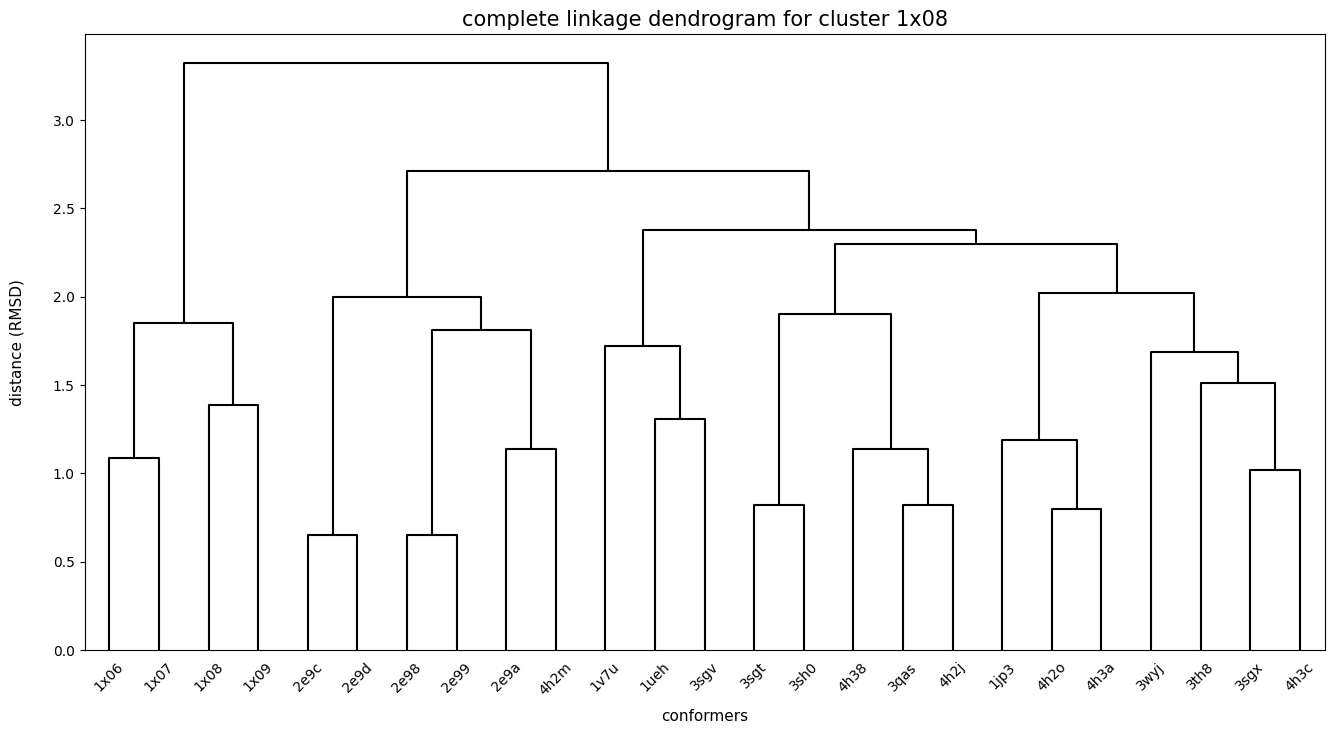 complete linkage dendrogram for cluster 1x08
distance (RMSD)
3.0
2.5
2.0
1.5
1.0
0.5
0.0
1x06 1x07 1x08 1x09 2e9c 2e9d 2e98 2e99 2e9a 4h2m 1v7u 1ueh 3sgv 3sgt 3sh0 4h38 3qas 4h2j 1jp3 4h2o 4h3a 3wyj 3th8 3sgx 4h3c
conformers